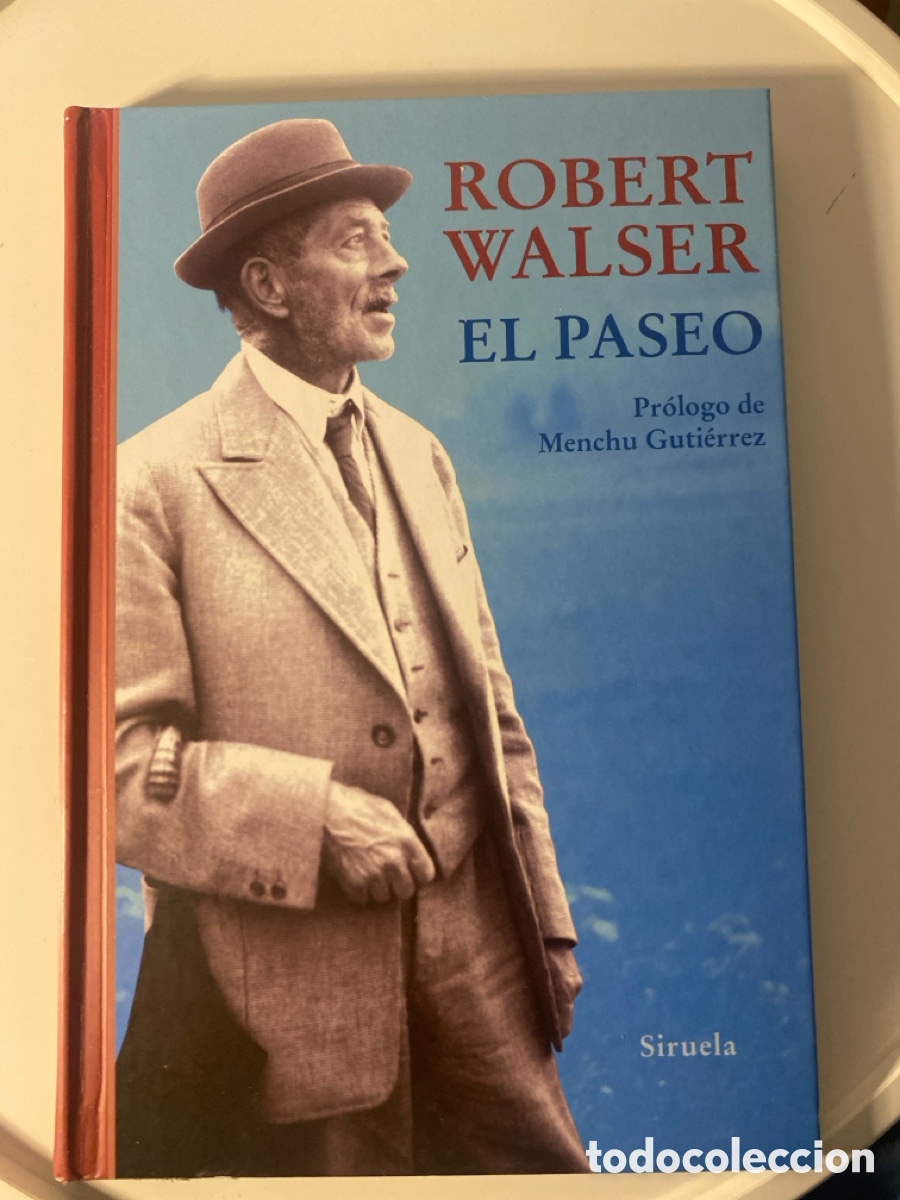 ROBERT
WALSER
EL PASEO
Prólogo de
Menchu Gutiérrez
Siruela
todocoleccion